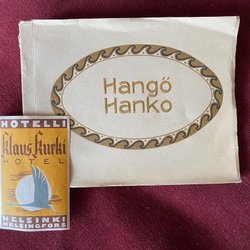 Hangö
Hanko
HOTELLI
Klaus Kurki
HOTEL
HELSINKI
HELSINGFORS